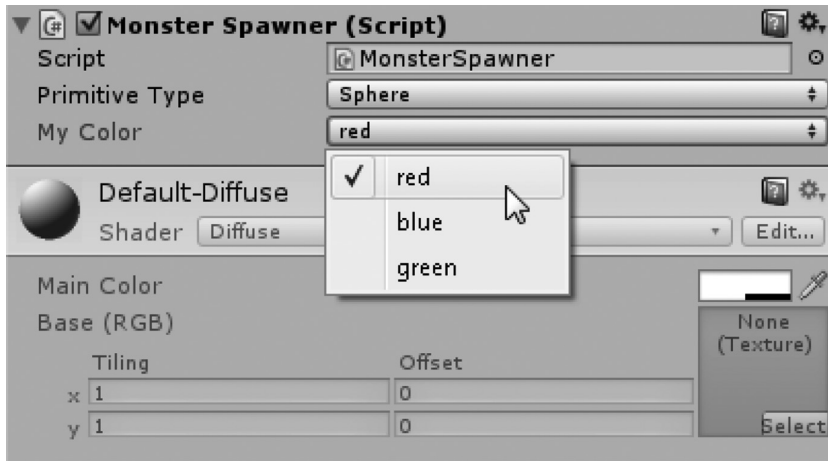 Monster Spawner (Script)
Script MonsterSpawner
Primitive Type Sphere
My Color red
red
blue
green
Default-Diffuse
Shader Diffuse Edit...
Main Color
Base (RGB)
None
(Texture)
Tiling Offset
x 1 0
y 1 0
Select